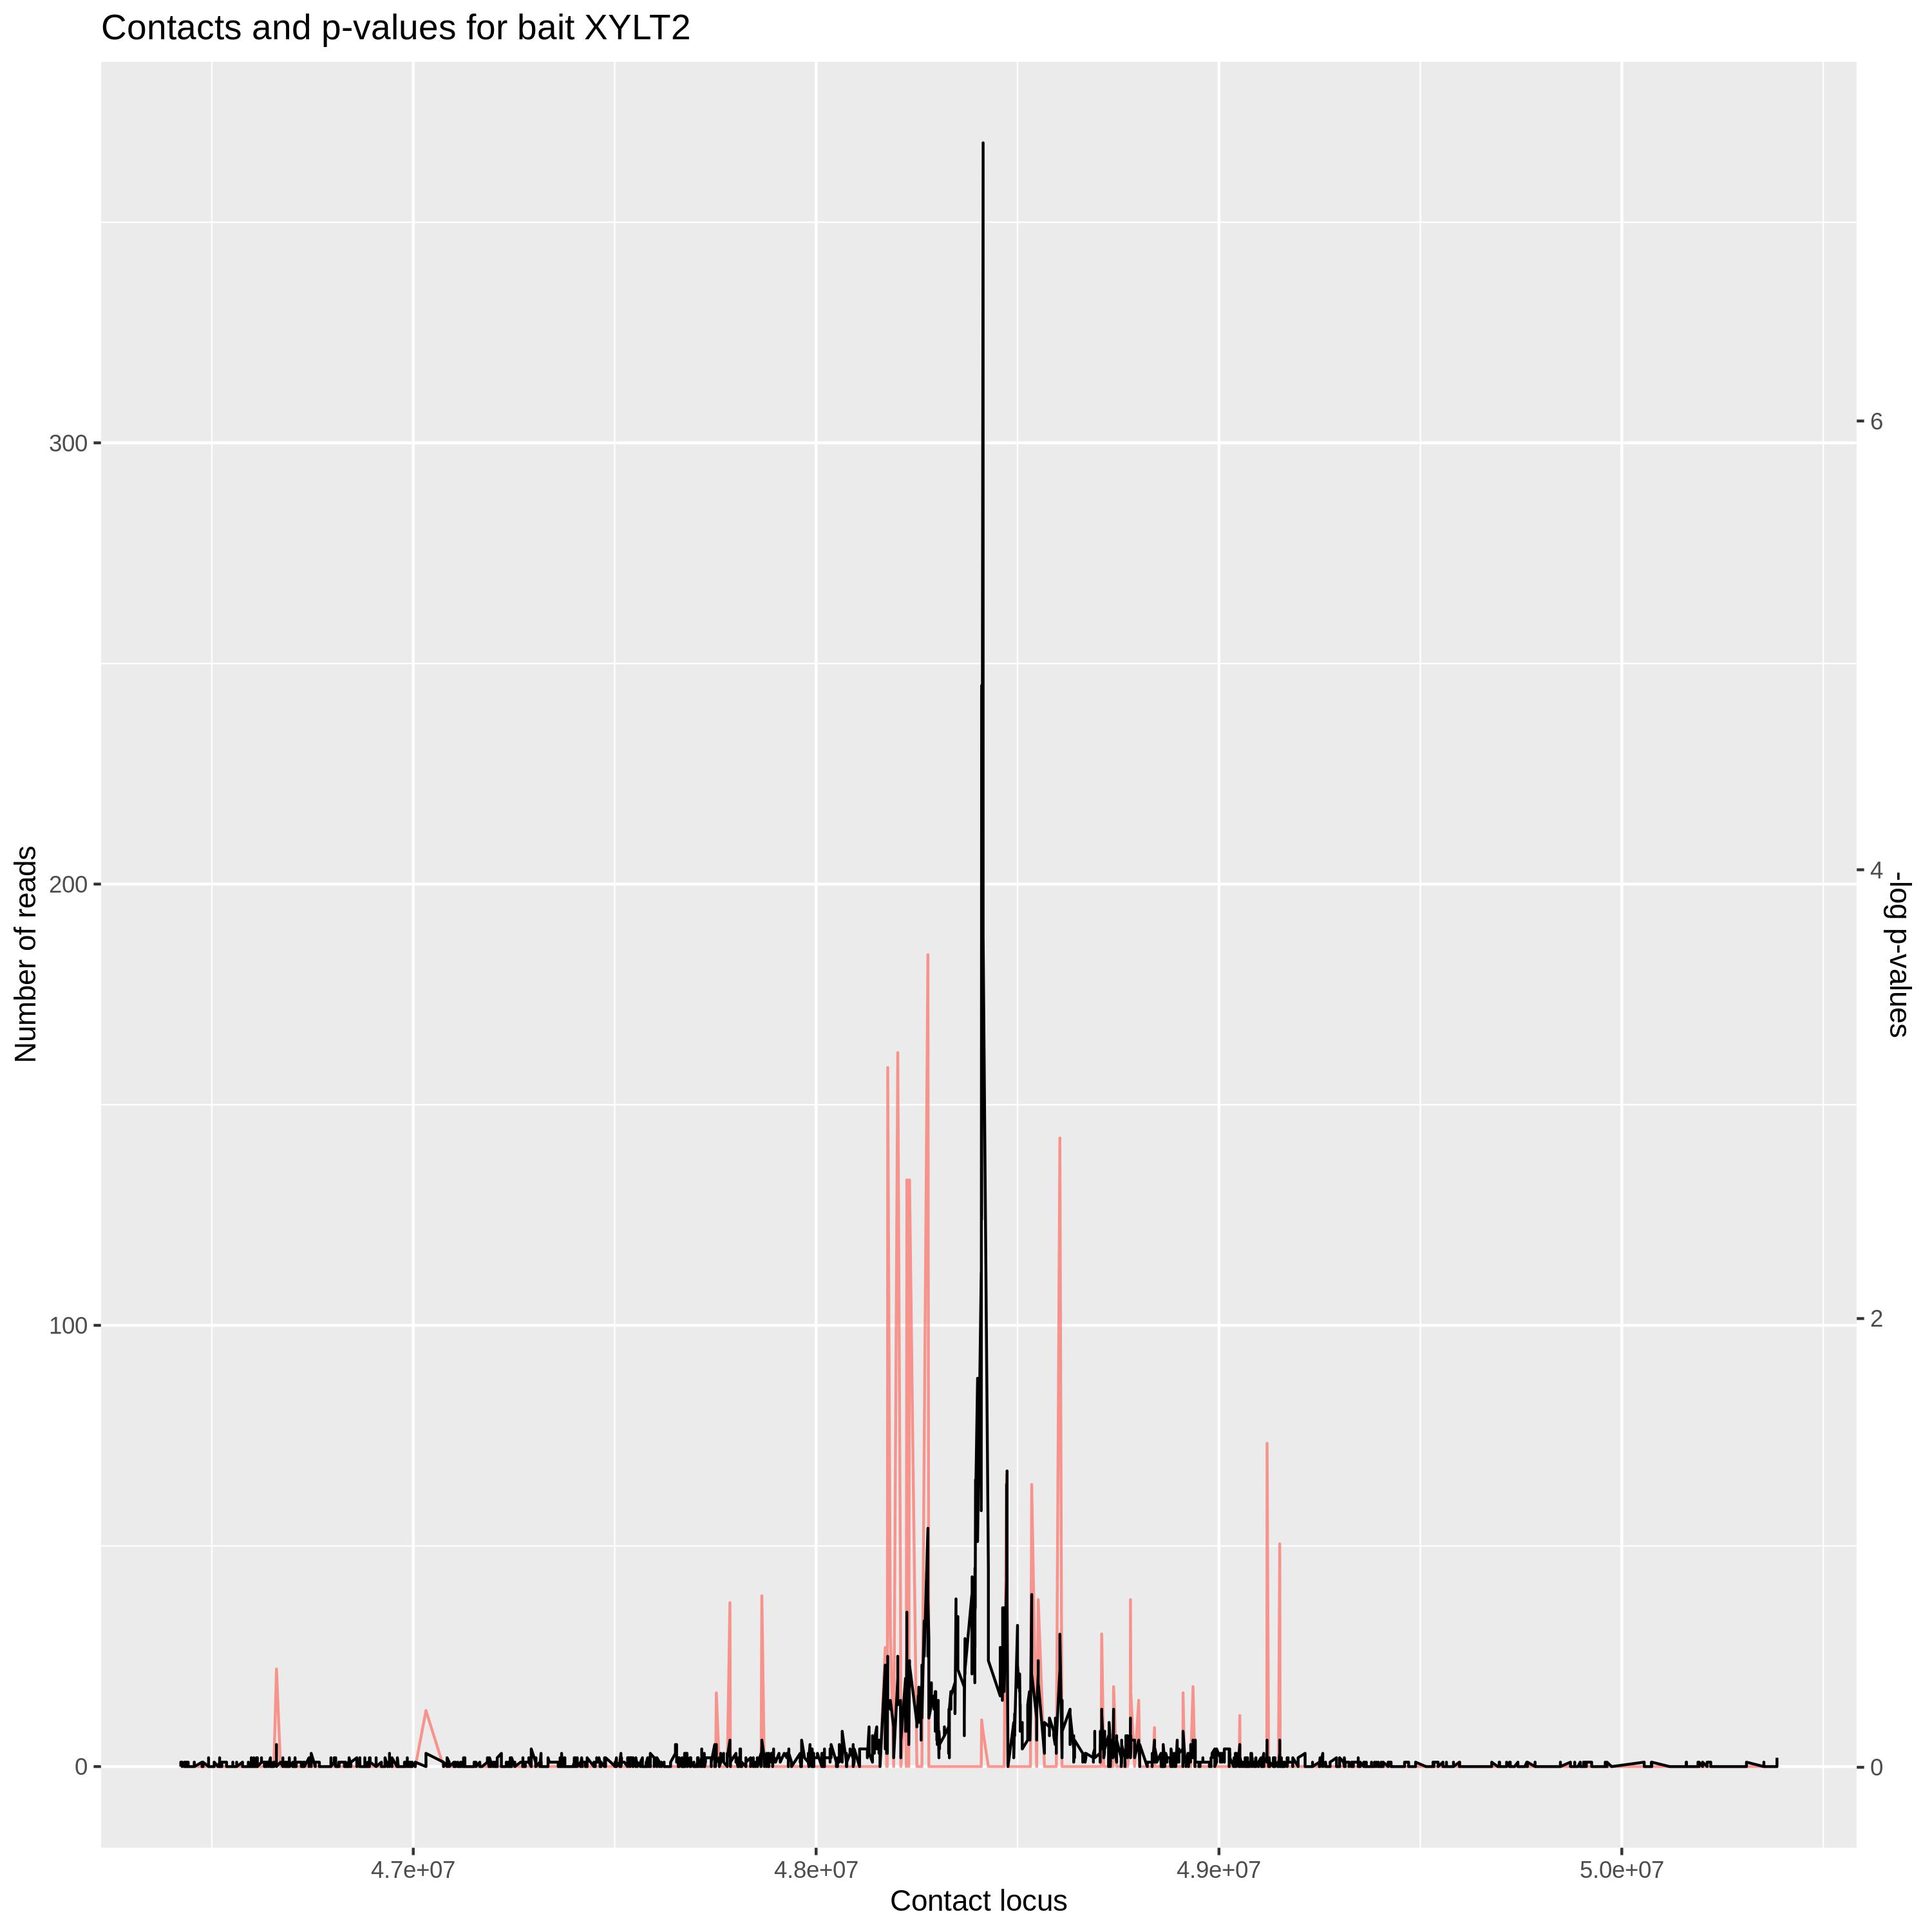 Contacts and p-values for bait XYLT2
Number of reads
300
200
100
0
6
4
2
0
-log p-values
4.7e+07
4.8e+07
4.9e+07
5.0e+07
Contact locus